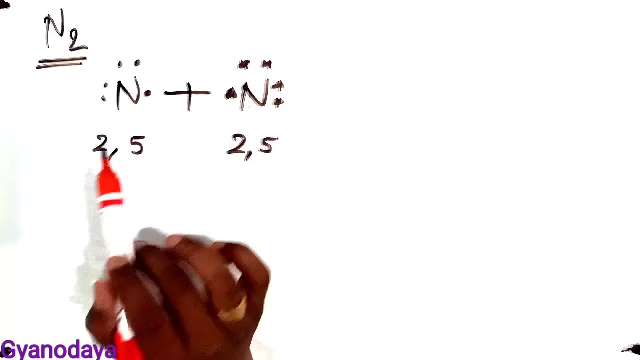 N₂
:N̈· + ·N̈:
2, 5 2, 5
Gyanodaya